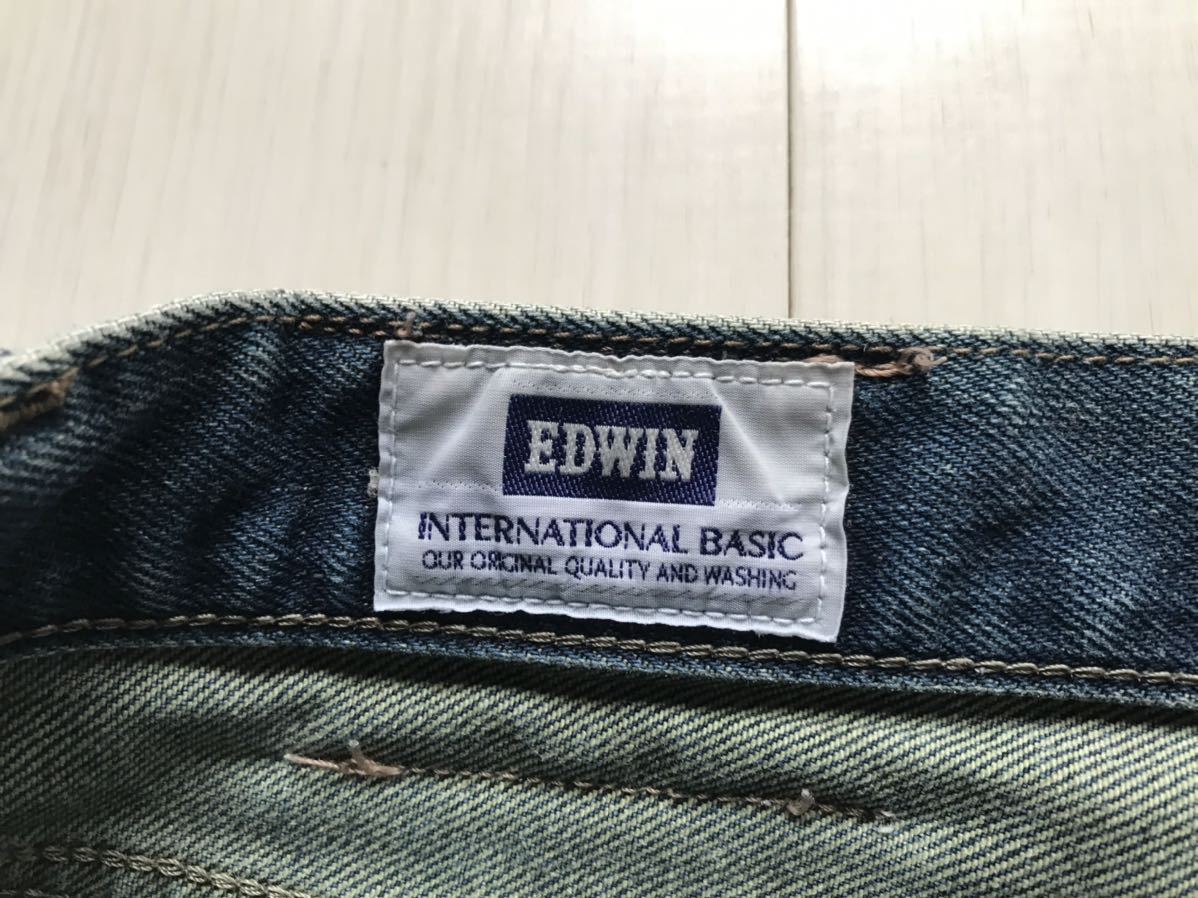 EDWIN
INTERNATIONAL BASIC
OUR ORIGINAL QUALITY AND WASHING